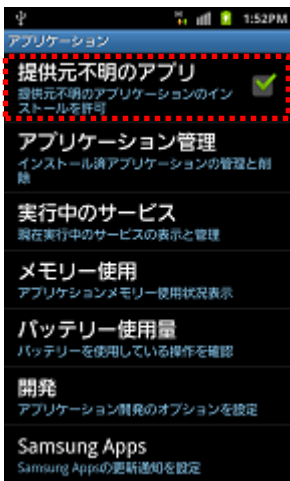 1:52PM
アプリケーション
提供元不明のアプリ
提供元不明のアプリケーションのイン
ストールを許可
アプリケーション管理
インストール済アプリケーションの管理と削
除
実行中のサービス
現在実行中のサービスの表示と管理
メモリー使用
アプリケションメモリー使用状況表示
バッテリー使用量
バッテリーを使用している操作を確認
開発
アプリケーション開発のオプションを設定
Samsung Apps
Samsung Appsの更新通知を設定